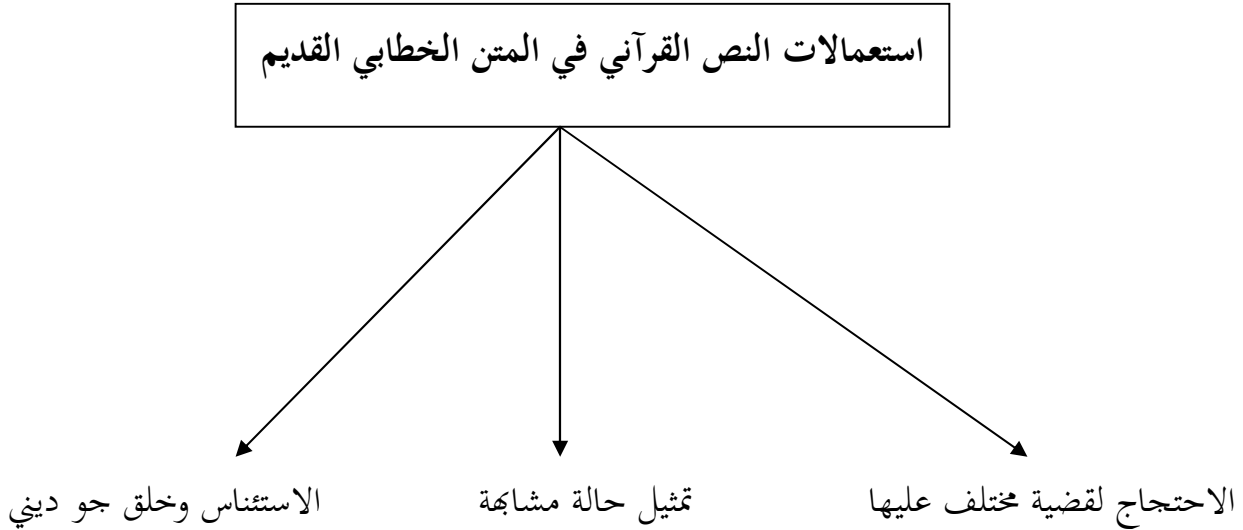 استعمالات النص القرآني في المتن الخطابي القديم
الاحتجاج لقضية مختلف عليها
تمثيل حالة مشابهة
الاستئناس وخلق جو ديني